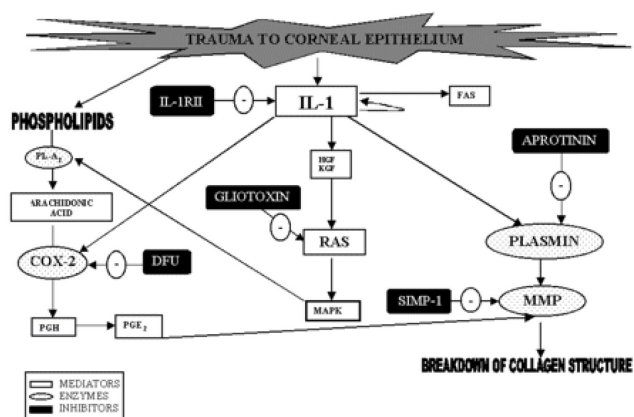 TRAUMA TO CORNEAL EPITHELIUM
IL-1RII
-
IL-1
FAS
PHOSPHOLIPIDS
PL-A2
APROTININ
-
HGF
KGF
ARACHIDONIC
ACID
GLIOTOXIN
-
RAS
PLASMIN
COX-2
-
DFU
SIMP-1
-
MMP
MAPK
PGH
PGE2
BREAKDOWN OF COLLAGEN STRUCTURE
MEDIATORS
ENZYMES
INHIBITORS